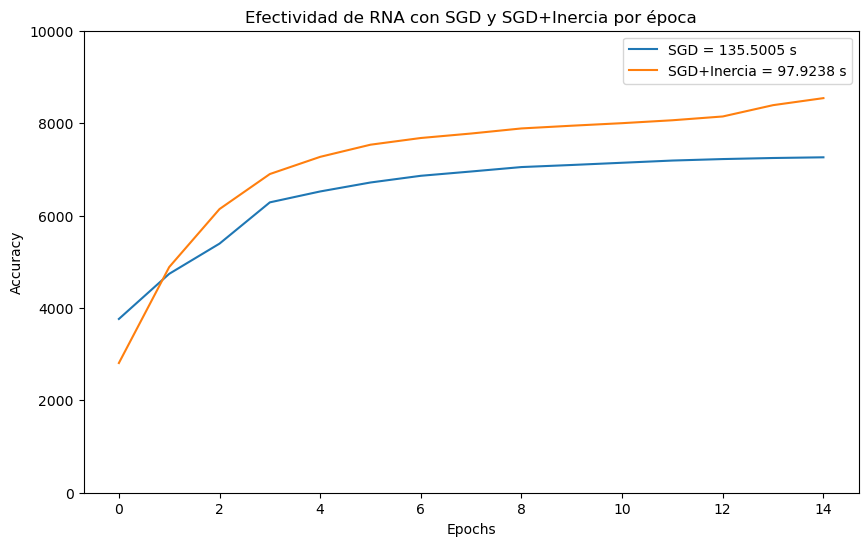 Efectividad de RNA con SGD y SGD+Inercia por época
SGD = 135.5005 s
SGD+Inercia = 97.9238 s
Accuracy
10000
8000
6000
4000
2000
0
0 2 4 6 8 10 12 14
Epochs